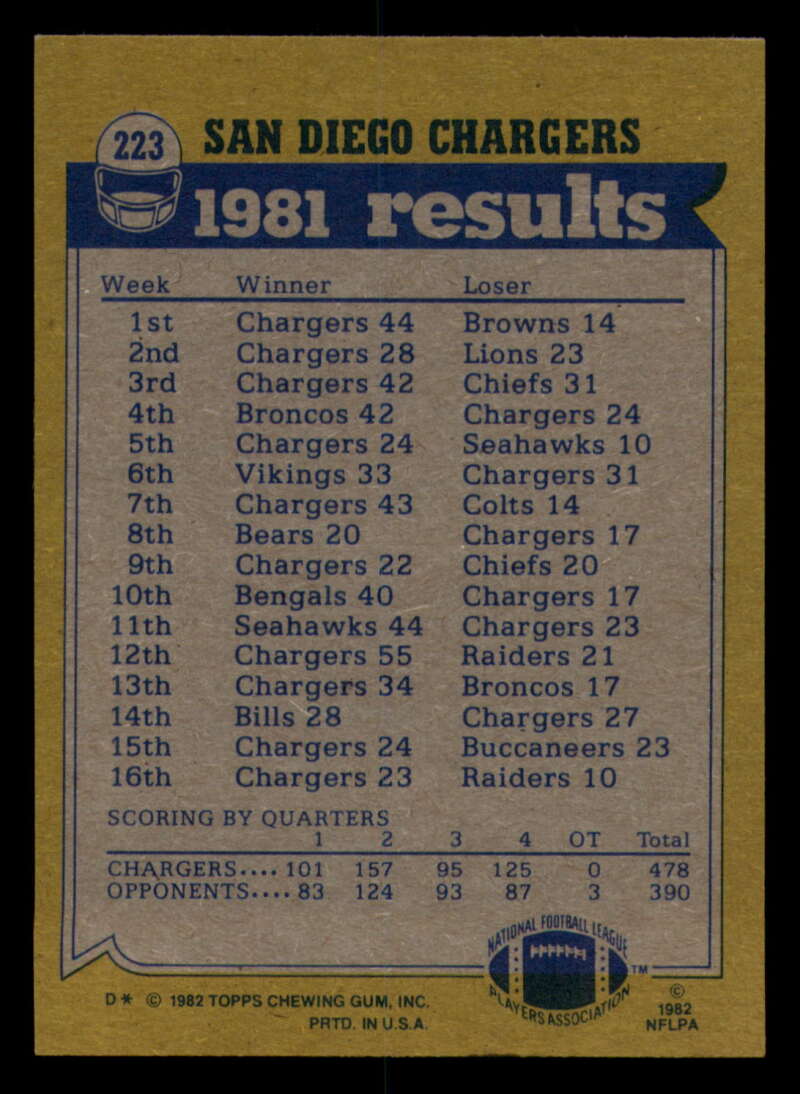 223 SAN DIEGO CHARGERS
1981 results
Week Winner Loser
1st Chargers 44 Browns 14
2nd Chargers 28 Lions 23
3rd Chargers 42 Chiefs 31
4th Broncos 42 Chargers 24
5th Chargers 24 Seahawks 10
6th Vikings 33 Chargers 31
7th Chargers 43 Colts 14
8th Bears 20 Chargers 17
9th Chargers 22 Chiefs 20
10th Bengals 40 Chargers 17
11th Seahawks 44 Chargers 23
12th Chargers 55 Raiders 21
13th Chargers 34 Broncos 17
14th Bills 28 Chargers 27
15th Chargers 24 Buccaneers 23
16th Chargers 23 Raiders 10
SCORING BY QUARTERS
1 2 3 4 OT Total
CHARGERS.... 101 157 95 125 0 478
OPPONENTS.... 83 124 93 87 3 390
NATIONAL FOOTBALL LEAGUE
PLAYERS ASSOCIATION
TM
D* © 1982 TOPPS CHEWING GUM, INC.
PRTD. IN U.S.A.
©
1982
NFLPA